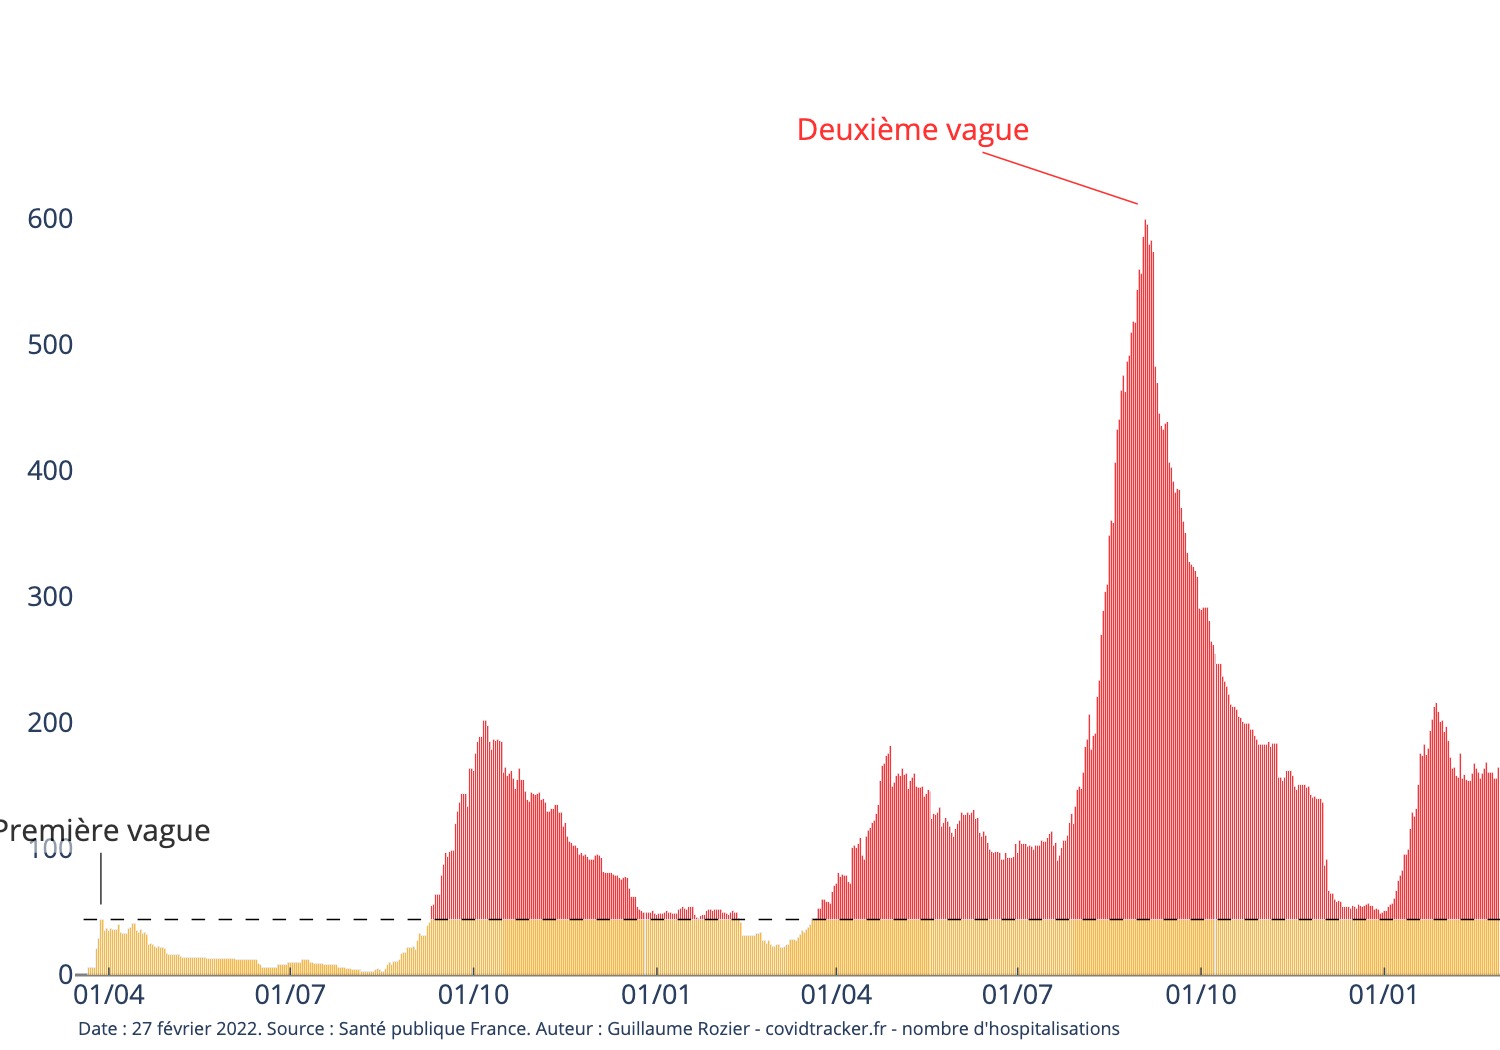 Deuxième vague
600
500
400
300
200
Première vague
100
0
01/04 01/07 01/10 01/01 01/04 01/07 01/10 01/01
Date : 27 février 2022. Source : Santé publique France. Auteur : Guillaume Rozier - covidtracker.fr - nombre d'hospitalisations